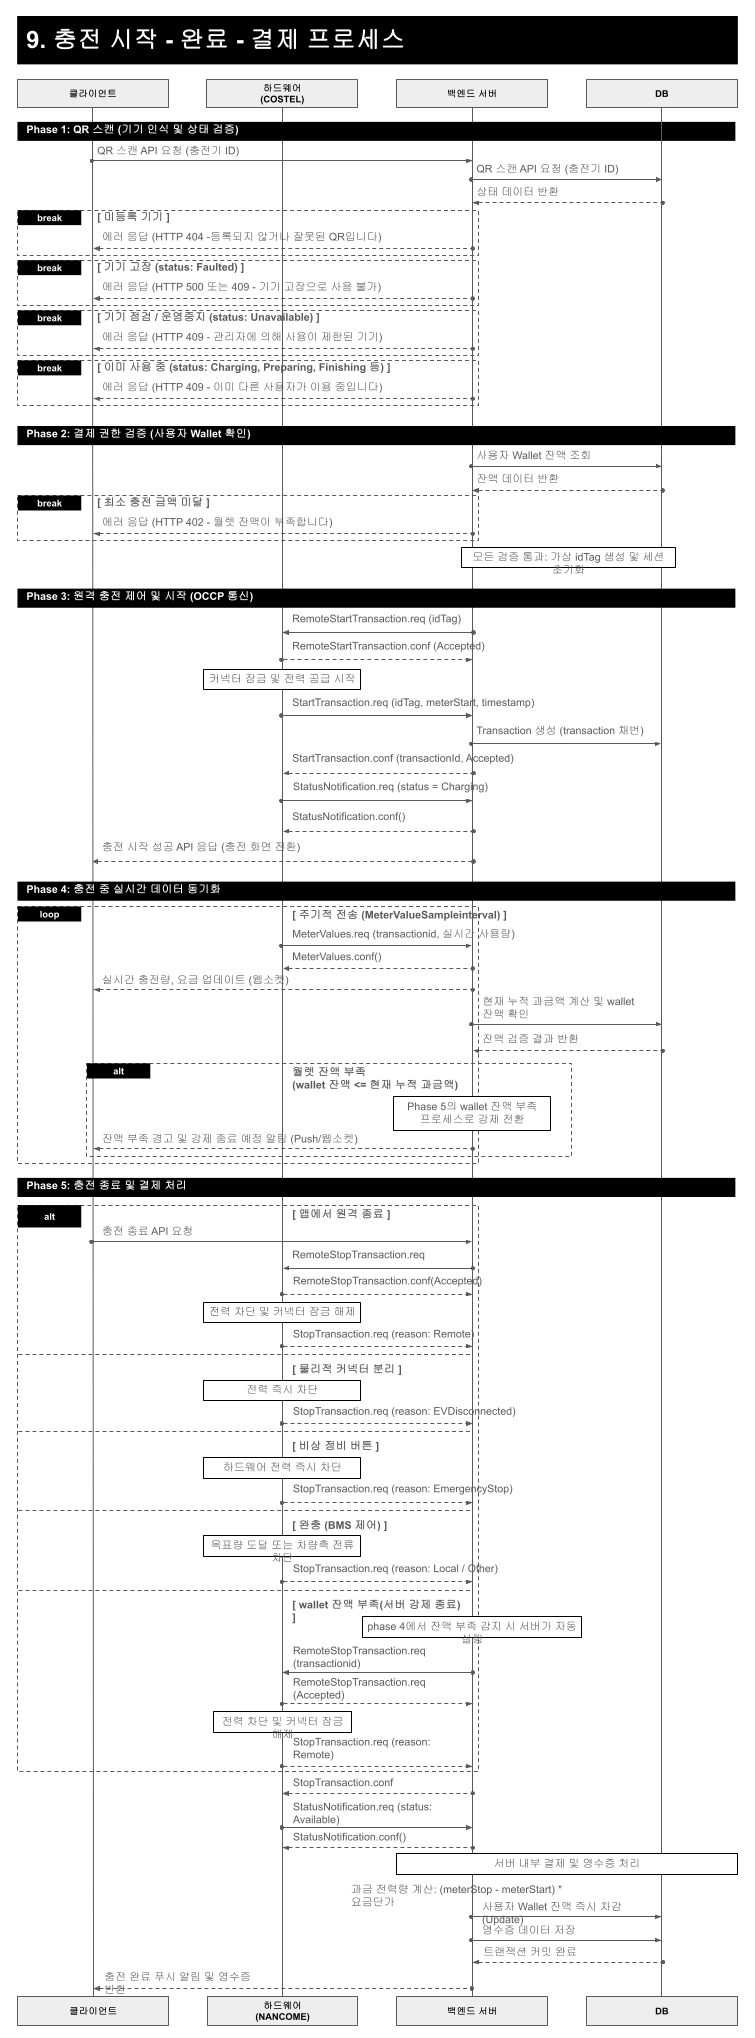 9. 충전 시작 - 완료 - 결제 프로세스
클라이언트
하드웨어
(COSTEL)
백엔드 서버
DB
Phase 1: QR 스캔 (기기 인식 및 상태 검증)
QR 스캔 API 요청 (충전기 ID)
QR 스캔 API 요청 (충전기 ID)
상태 데이터 반환
break
[ 미등록 기기 ]
에러 응답 (HTTP 404 -등록되지 않거나 잘못된 QR입니다)
break
[ 기기 고장 (status: Faulted) ]
에러 응답 (HTTP 500 또는 409 - 기기 고장으로 사용 불가)
break
[ 기기 점검 / 운영중지 (status: Unavailable) ]
에러 응답 (HTTP 409 - 관리자에 의해 사용이 제한된 기기)
break
[ 이미 사용 중 (status: Charging, Preparing, Finishing 등) ]
에러 응답 (HTTP 409 - 이미 다른 사용자가 이용 중입니다)
Phase 2: 결제 권한 검증 (사용자 Wallet 확인)
사용자 Wallet 잔액 조회
잔액 데이터 반환
break
[ 최소 충전 금액 미달 ]
에러 응답 (HTTP 402 - 월렛 잔액이 부족합니다)
모든 검증 통과: 가상 idTag 생성 및 세션
초기화
Phase 3: 원격 충전 제어 및 시작 (OCCP 통신)
RemoteStartTransaction.req (idTag)
RemoteStartTransaction.conf (Accepted)
커넥터 잠금 및 전력 공급 시작
StartTransaction.req (idTag, meterStart, timestamp)
Transaction 생성 (transaction 채번)
StartTransaction.conf (transactionId, Accepted)
StatusNotification.req (status = Charging)
StatusNotification.conf()
충전 시작 성공 API 응답 (충전 화면 전환)
Phase 4: 충전 중 실시간 데이터 동기화
loop
[ 주기적 전송 (MeterValueSampleinterval) ]
MeterValues.req (transactionid, 실시간 사용량)
MeterValues.conf()
실시간 충전량, 요금 업데이트 (웹소켓)
현재 누적 과금액 계산 및 wallet
잔액 확인
잔액 검증 결과 반환
alt
월렛 잔액 부족
(wallet 잔액 <= 현재 누적 과금액)
Phase 5의 wallet 잔액 부족
프로세스로 강제 전환
잔액 부족 경고 및 강제 종료 예정 알림 (Push/웹소켓)
Phase 5: 충전 종료 및 결제 처리
alt
[ 앱에서 원격 종료 ]
충전 종료 API 요청
RemoteStopTransaction.req
RemoteStopTransaction.conf(Accepted)
전력 차단 및 커넥터 잠금 해제
StopTransaction.req (reason: Remote)
[ 물리적 커넥터 분리 ]
전력 즉시 차단
StopTransaction.req (reason: EVDisconnected)
[ 비상 정비 버튼 ]
하드웨어 전력 즉시 차단
StopTransaction.req (reason: EmergencyStop)
[ 완충 (BMS 제어) ]
목표량 도달 또는 차량측 전류
차단
StopTransaction.req (reason: Local / Other)
[ wallet 잔액 부족(서버 강제 종료)
]
phase 4에서 잔액 부족 감지 시 서버가 자동
실행
RemoteStopTransaction.req
(transactionid)
RemoteStopTransaction.req
(Accepted)
전력 차단 및 커넥터 잠금
해제
StopTransaction.req (reason:
Remote)
StopTransaction.conf
StatusNotification.req (status:
Available)
StatusNotification.conf()
서버 내부 결제 및 영수증 처리
과금 전력량 계산: (meterStop - meterStart) *
요금단가
사용자 Wallet 잔액 즉시 차감
(Update)
영수증 데이터 저장
트랜잭션 커밋 완료
충전 완료 푸시 알림 및 영수증
반환
클라이언트
하드웨어
(NANCOME)
백엔드 서버
DB